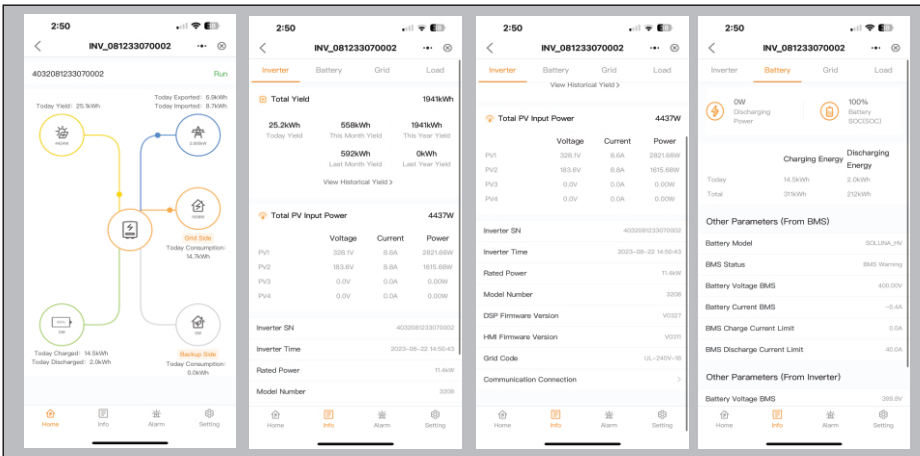 2:50
INV_081233070002
4032081233070002 Run
Today Yield: 25.1kWh
Today Exported: 6.9kWh
Today Imported: 8.7kWh
Grid Side
Today Consumption:
14.7kWh
Today Charged: 14.5kWh
Today Discharged: 2.0kWh
Backup Side
Today Consumption:
0.0kWh
Home Info Alarm Setting
2:50
INV_081233070002
Inverter Battery Grid Load
Total Yield 1941kWh
25.2kWh 558kWh 1941kWh
Today Yield This Month Yield This Year Yield
592kWh 0kWh
Last Month Yield Last Year Yield
View Historical Yield >
Total PV Input Power 4437W
Voltage Current Power
PV1 328.1V 8.6A 2821.66W
PV2 183.6V 8.8A 1615.68W
PV3 0.0V 0.0A 0.00W
PV4 0.0V 0.0A 0.00W
Inverter SN 4032081233070002
Inverter Time 2023-08-22 14:50:43
Rated Power 11.4kW
Model Number 3208
Home Info Alarm Setting
2:50
INV_081233070002
Inverter Battery Grid Load
View Historical Yield >
Total PV Input Power 4437W
Voltage Current Power
PV1 328.1V 8.6A 2821.66W
PV2 183.6V 8.8A 1615.68W
PV3 0.0V 0.0A 0.00W
PV4 0.0V 0.0A 0.00W
Inverter SN 4032081233070002
Inverter Time 2023-08-22 14:50:43
Rated Power 11.4kW
Model Number 3208
DSP Firmware Version V0327
HMI Firmware Version
Grid Code UL-240V-18
Communication Connection >
Home Info Alarm Setting
2:50
INV_081233070002
Inverter Battery Grid Load
0W 100%
Discharging Battery
Power SOC(SOC)
Charging Energy Discharging
Energy
Today 14.5kWh 2.0kWh
Total 311kWh 212kWh
Other Parameters (From BMS)
Battery Model SOLUNA_HV
BMS Status BMS Warning
Battery Voltage BMS 400.00V
Battery Current BMS -0.4A
BMS Charge Current Limit 0.0A
BMS Discharge Current Limit 40.0A
Other Parameters (From Inverter)
Battery Voltage BMS 399.8V
Home Info Alarm Setting